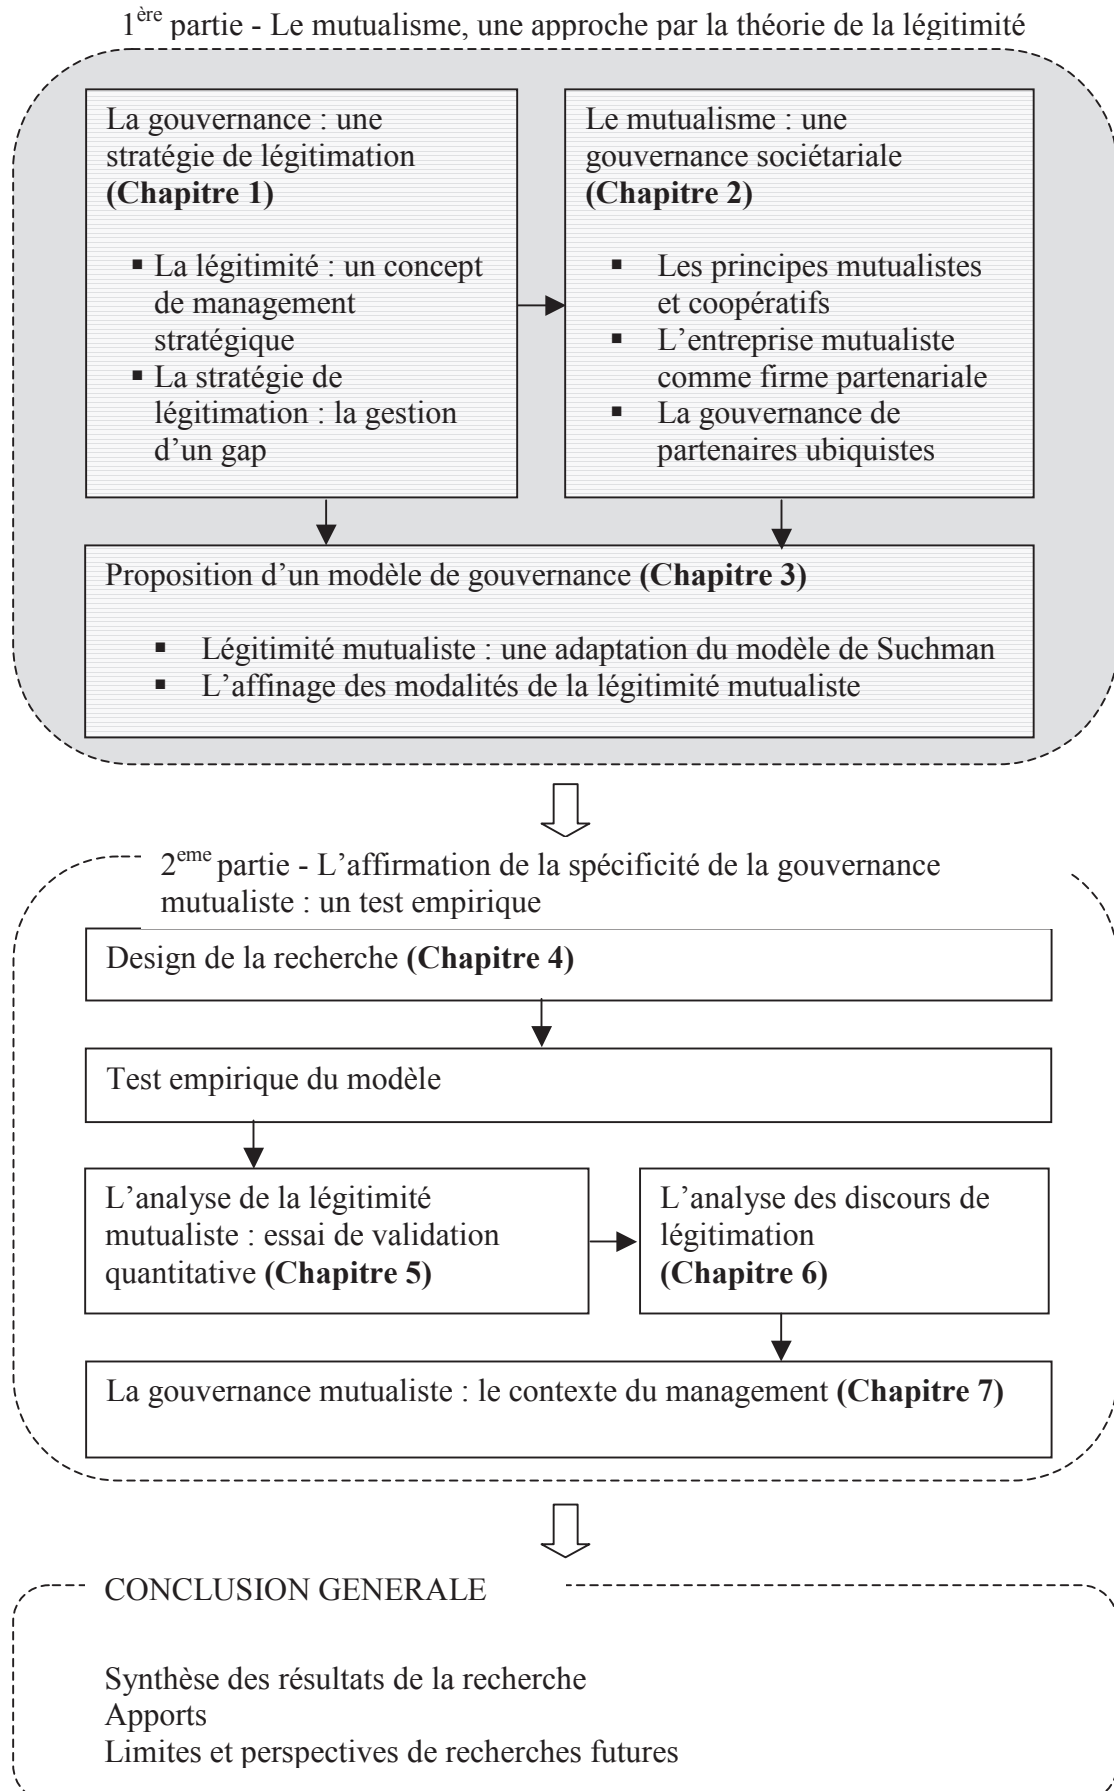 1ère partie - Le mutualisme, une approche par la théorie de la légitimité
La gouvernance : une
stratégie de légitimation
(Chapitre 1)
▪ La légitimité : un concept
de management
stratégique
▪ La stratégie de
légitimation : la gestion
d’un gap
Le mutualisme : une
gouvernance sociétariale
(Chapitre 2)
▪ Les principes mutualistes
et coopératifs
▪ L’entreprise mutualiste
comme firme partenariale
▪ La gouvernance de
partenaires ubiquistes
Proposition d’un modèle de gouvernance (Chapitre 3)
▪ Légitimité mutualiste : une adaptation du modèle de Suchman
▪ L’affinage des modalités de la légitimité mutualiste
2eme partie - L’affirmation de la spécificité de la gouvernance
mutualiste : un test empirique
Design de la recherche (Chapitre 4)
Test empirique du modèle
L’analyse de la légitimité
mutualiste : essai de validation
quantitative (Chapitre 5)
L’analyse des discours de
légitimation
(Chapitre 6)
La gouvernance mutualiste : le contexte du management (Chapitre 7)
CONCLUSION GENERALE
Synthèse des résultats de la recherche
Apports
Limites et perspectives de recherches futures